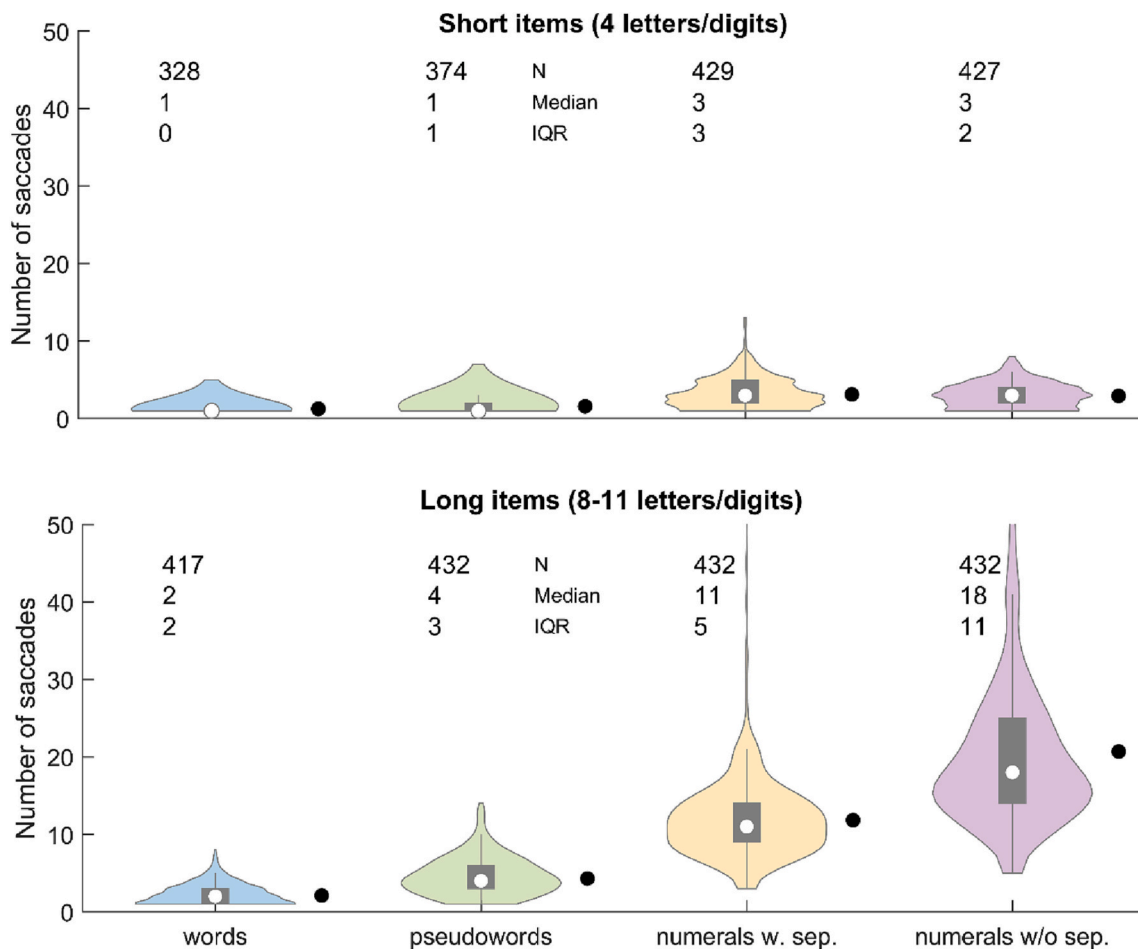 Short items (4 letters/digits)
50
40
30
20
10
0
Number of saccades
328 374 N 429 427
1 1 Median 3 3
0 1 IQR 3 2
Long items (8-11 letters/digits)
50
40
30
20
10
0
Number of saccades
417 432 N 432 432
2 4 Median 11 18
2 3 IQR 5 11
words pseudowords numerals w. sep. numerals w/o sep.